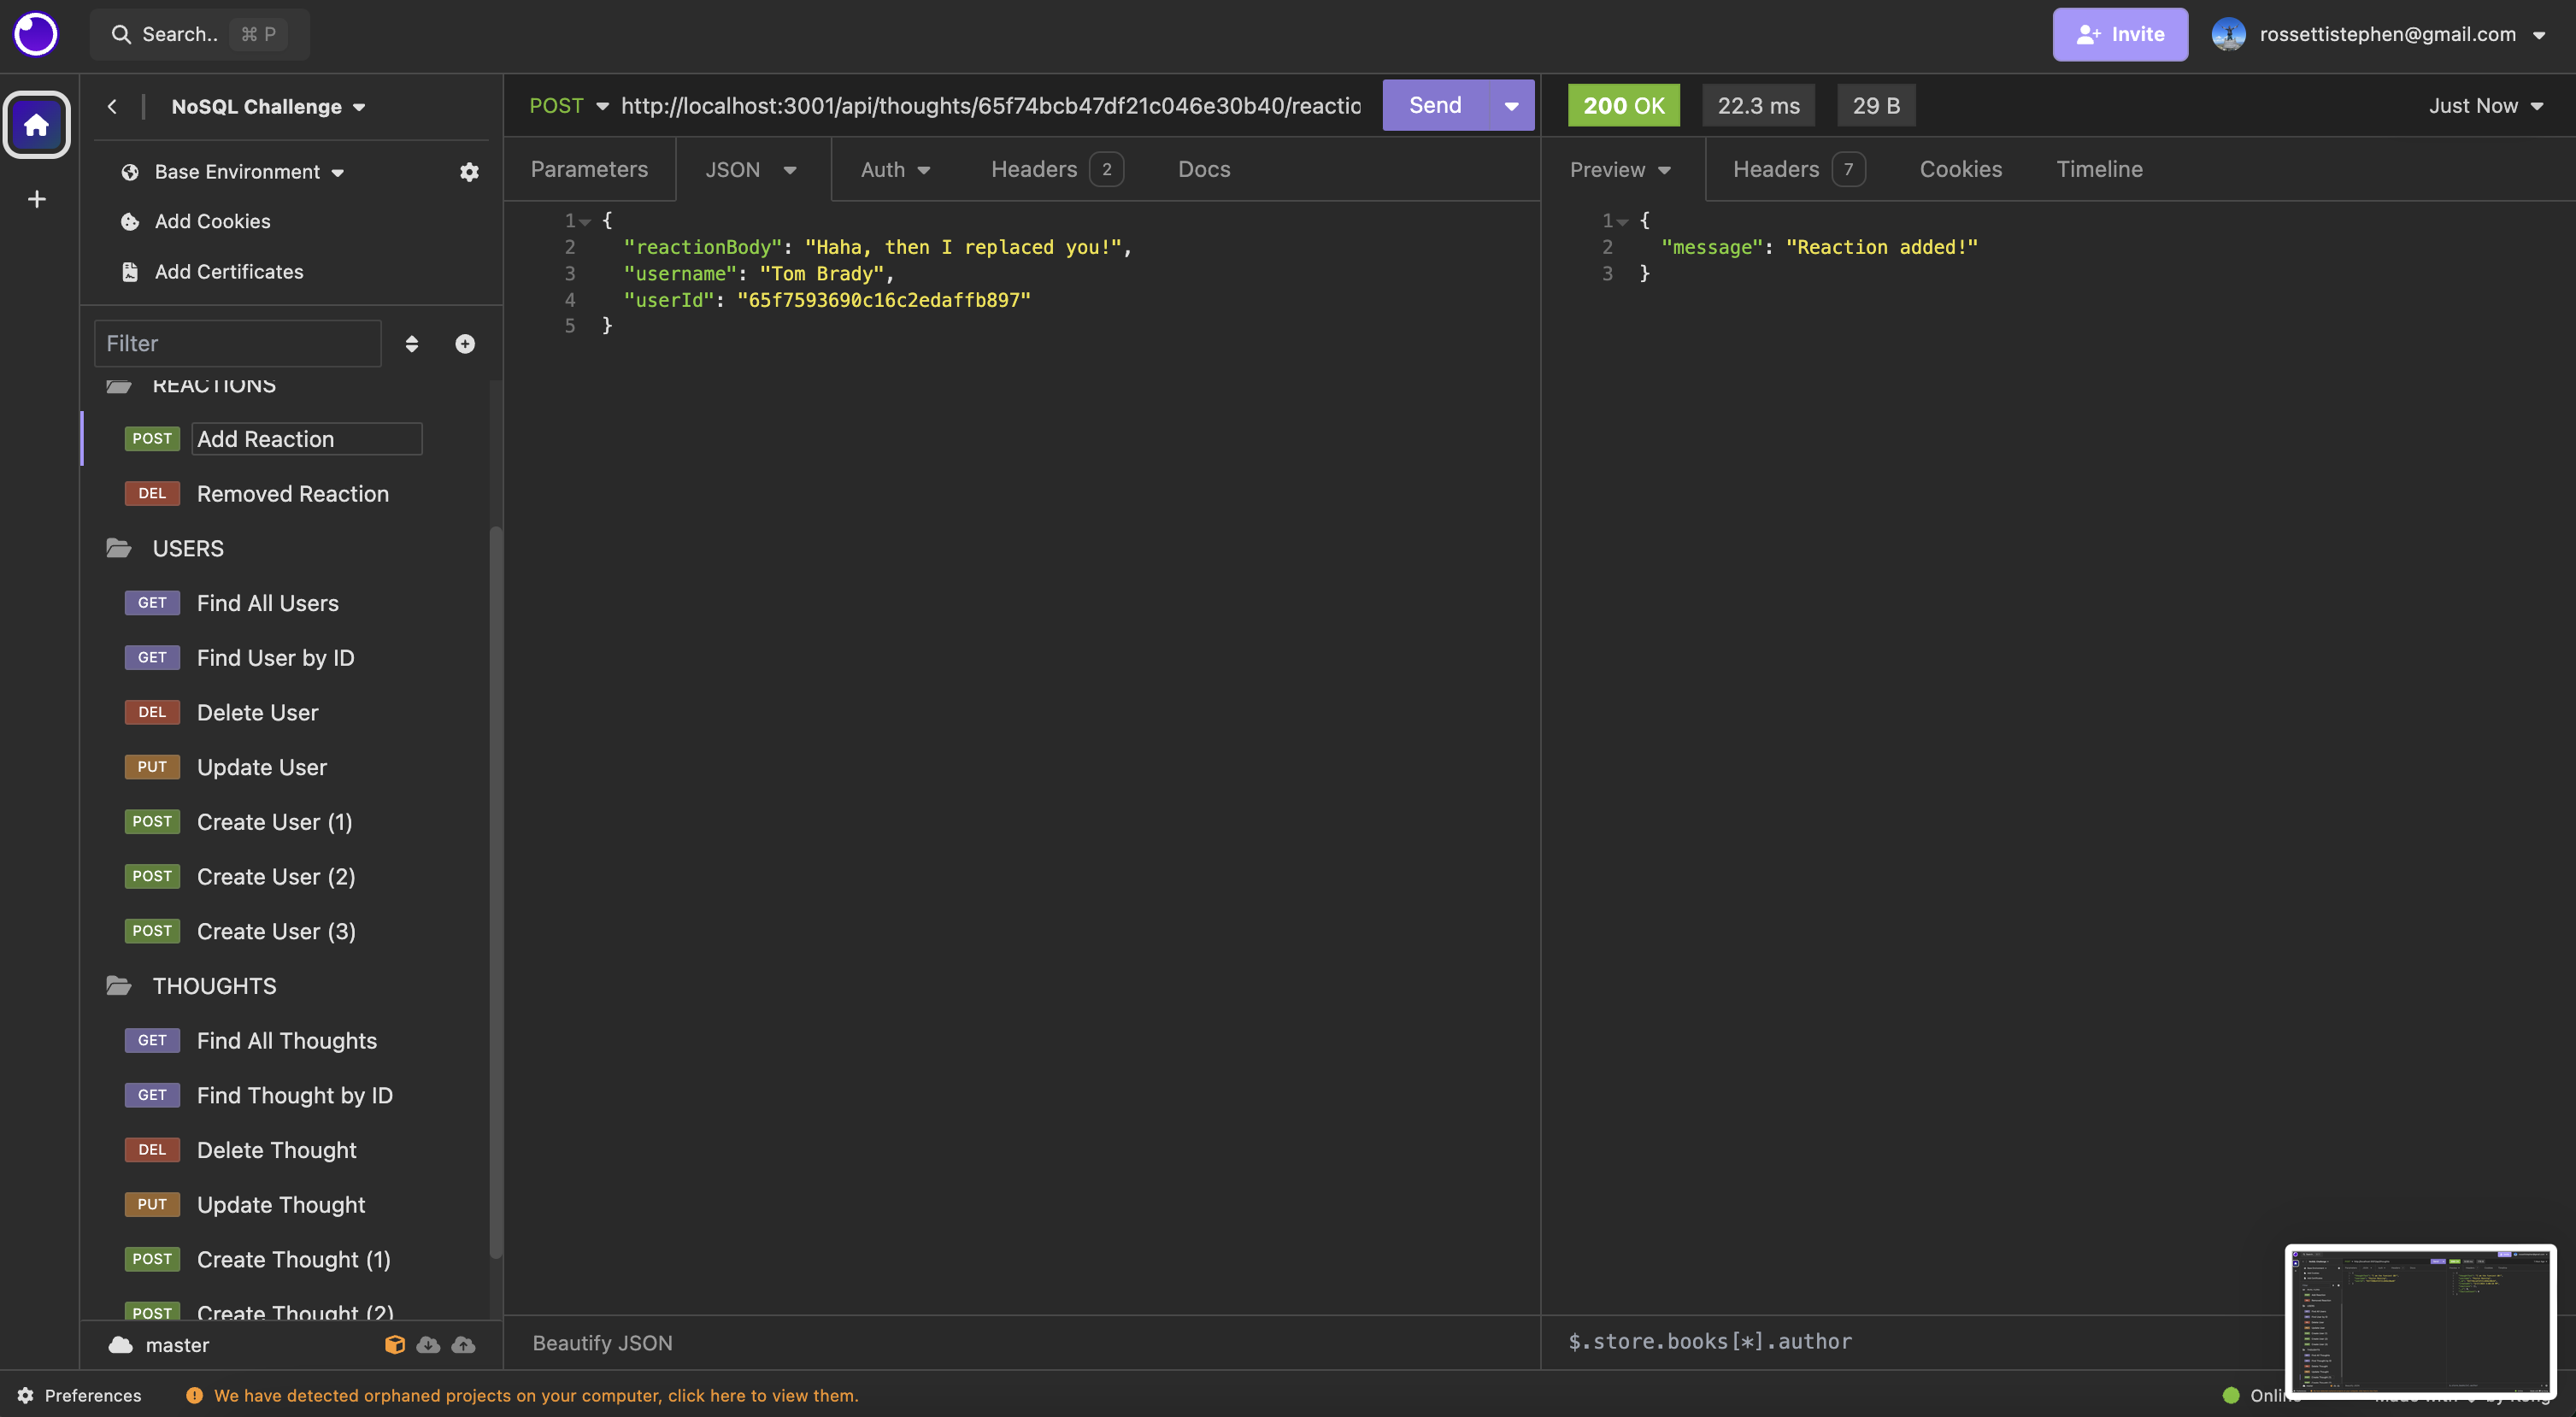 Search.. ⌘ P
Invite
rossettistephen@gmail.com
NoSQL Challenge
Base Environment
Add Cookies
Add Certificates
Filter
REACTIONS
POST Add Reaction
DEL Removed Reaction
USERS
GET Find All Users
GET Find User by ID
DEL Delete User
PUT Update User
POST Create User (1)
POST Create User (2)
POST Create User (3)
THOUGHTS
GET Find All Thoughts
GET Find Thought by ID
DEL Delete Thought
PUT Update Thought
POST Create Thought (1)
POST Create Thought (2)
master
POST http://localhost:3001/api/thoughts/65f74bcb47df21c046e30b40/reactio Send
Parameters JSON Auth Headers 2 Docs
1 {
2 "reactionBody": "Haha, then I replaced you!",
3 "username": "Tom Brady",
4 "userId": "65f7593690c16c2edaffb897"
5 }
Beautify JSON
200 OK 22.3 ms 29 B Just Now
Preview Headers 7 Cookies Timeline
1 {
2 "message": "Reaction added!"
3 }
$.store.books[*].author
Preferences
We have detected orphaned projects on your computer, click here to view them.